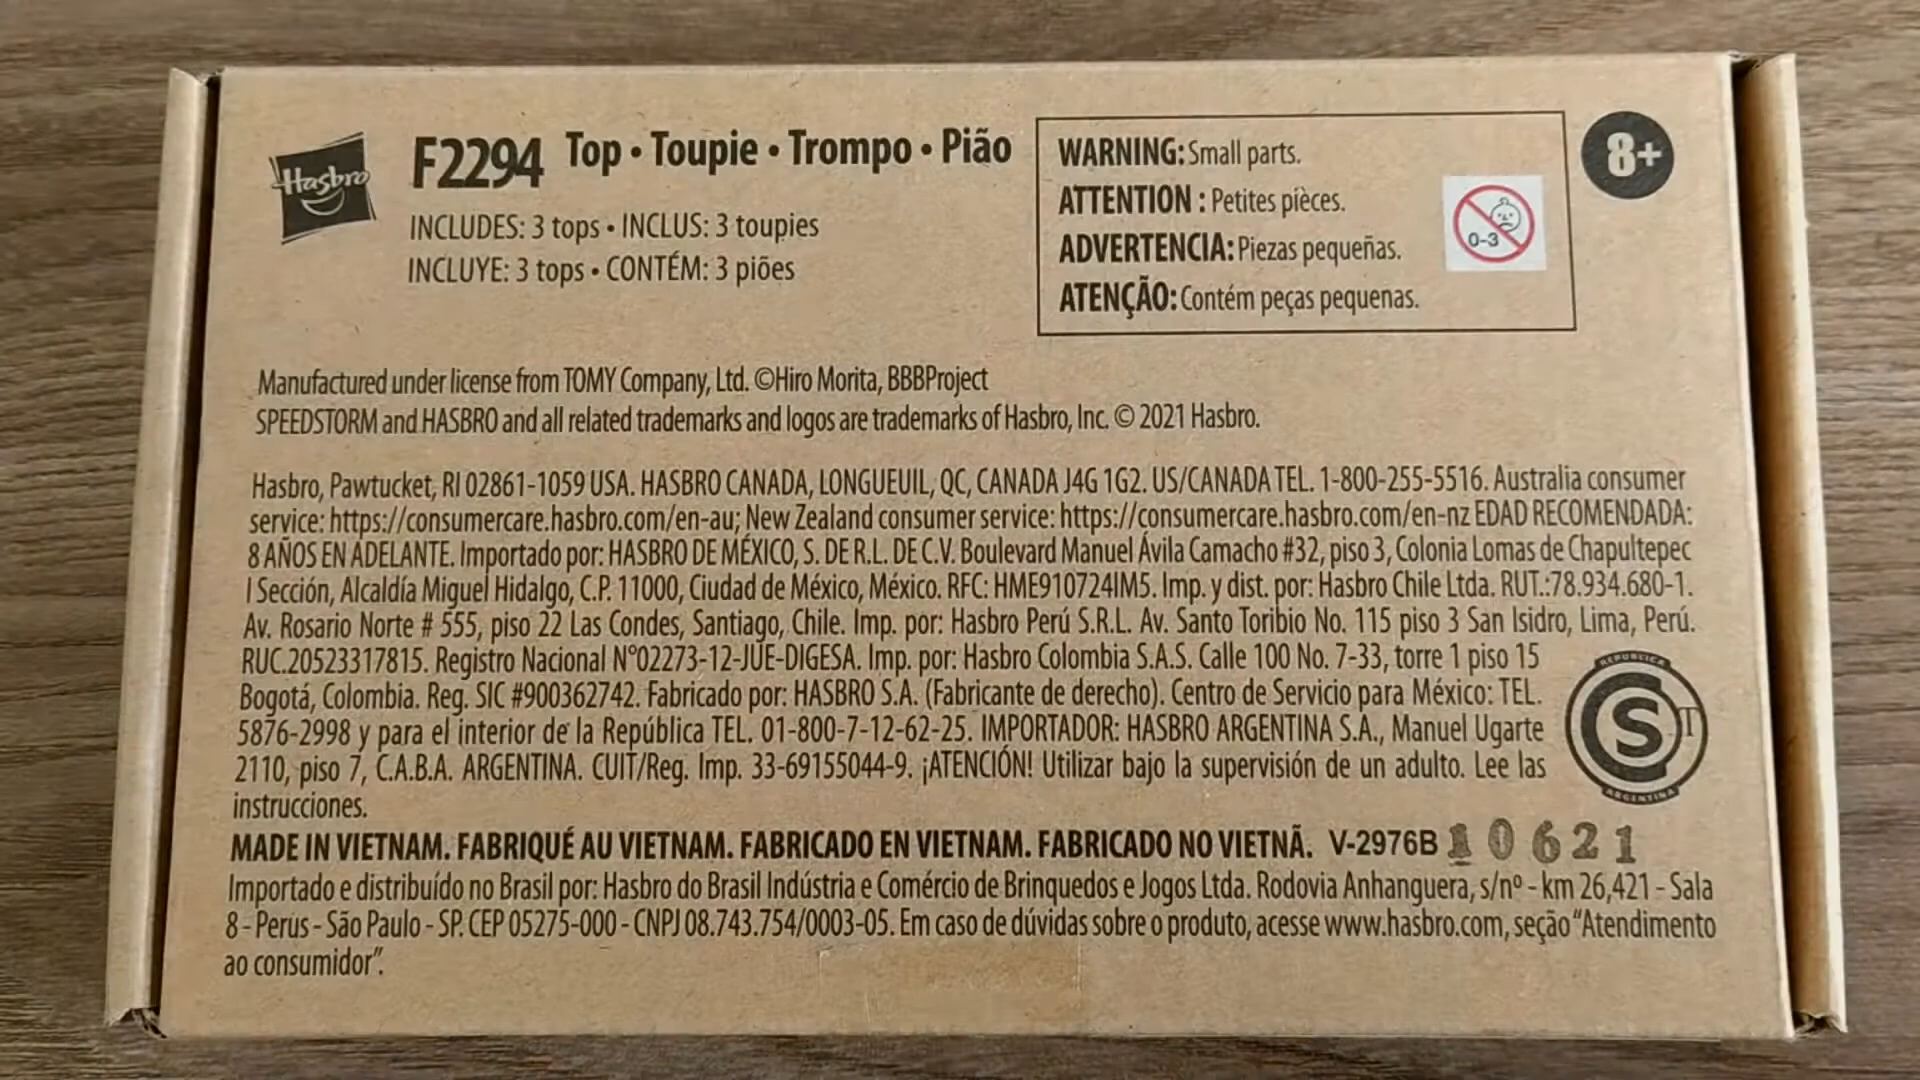 Hasbro
F2294 Top • Toupie • Trompo • Pião
INCLUDES: 3 tops • INCLUS: 3 toupies
INCLUYE: 3 tops • CONTÉM: 3 piões
WARNING: Small parts.
ATTENTION : Petites pièces.
ADVERTENCIA: Piezas pequeñas.
ATENÇÃO: Contém peças pequenas.
0-3
8+
Manufactured under license from TOMY Company, Ltd. ©Hiro Morita, BBBProject
SPEEDSTORM and HASBRO and all related trademarks and logos are trademarks of Hasbro, Inc. © 2021 Hasbro.
Hasbro, Pawtucket, RI 02861-1059 USA. HASBRO CANADA, LONGUEUIL, QC, CANADA J4G 1G2. US/CANADA TEL. 1-800-255-5516. Australia consumer
service: https://consumercare.hasbro.com/en-au; New Zealand consumer service: https://consumercare.hasbro.com/en-nz EDAD RECOMENDADA:
8 AÑOS EN ADELANTE. Importado por: HASBRO DE MÉXICO, S. DE R.L. DE C.V. Boulevard Manuel Ávila Camacho #32, piso 3, Colonia Lomas de Chapultepec
I Sección, Alcaldía Miguel Hidalgo, C.P. 11000, Ciudad de México, México. RFC: HME910724IM5. Imp. y dist. por: Hasbro Chile Ltda. RUT.:78.934.680-1.
Av. Rosario Norte # 555, piso 22 Las Condes, Santiago, Chile. Imp. por: Hasbro Perú S.R.L. Av. Santo Toribio No. 115 piso 3 San Isidro, Lima, Perú.
RUC.20523317815. Registro Nacional N°02273-12-JUE-DIGESA. Imp. por: Hasbro Colombia S.A.S. Calle 100 No. 7-33, torre 1 piso 15
Bogotá, Colombia. Reg. SIC #900362742. Fabricado por: HASBRO S.A. (Fabricante de derecho). Centro de Servicio para México: TEL.
5876-2998 y para el interior de la República TEL. 01-800-7-12-62-25. IMPORTADOR: HASBRO ARGENTINA S.A., Manuel Ugarte
2110, piso 7, C.A.B.A. ARGENTINA. CUIT/Reg. Imp. 33-69155044-9. ¡ATENCIÓN! Utilizar bajo la supervisión de un adulto. Lee las
instrucciones.
REPUBLICA
CST
ARGENTINA
MADE IN VIETNAM. FABRIQUÉ AU VIETNAM. FABRICADO EN VIETNAM. FABRICADO NO VIETNÃ. V-2976B 10621
Importado e distribuído no Brasil por: Hasbro do Brasil Indústria e Comércio de Brinquedos e Jogos Ltda. Rodovia Anhanguera, s/nº - km 26,421 - Sala
8 - Perus - São Paulo - SP. CEP 05275-000 - CNPJ 08.743.754/0003-05. Em caso de dúvidas sobre o produto, acesse www.hasbro.com, seção “Atendimento
ao consumidor”.